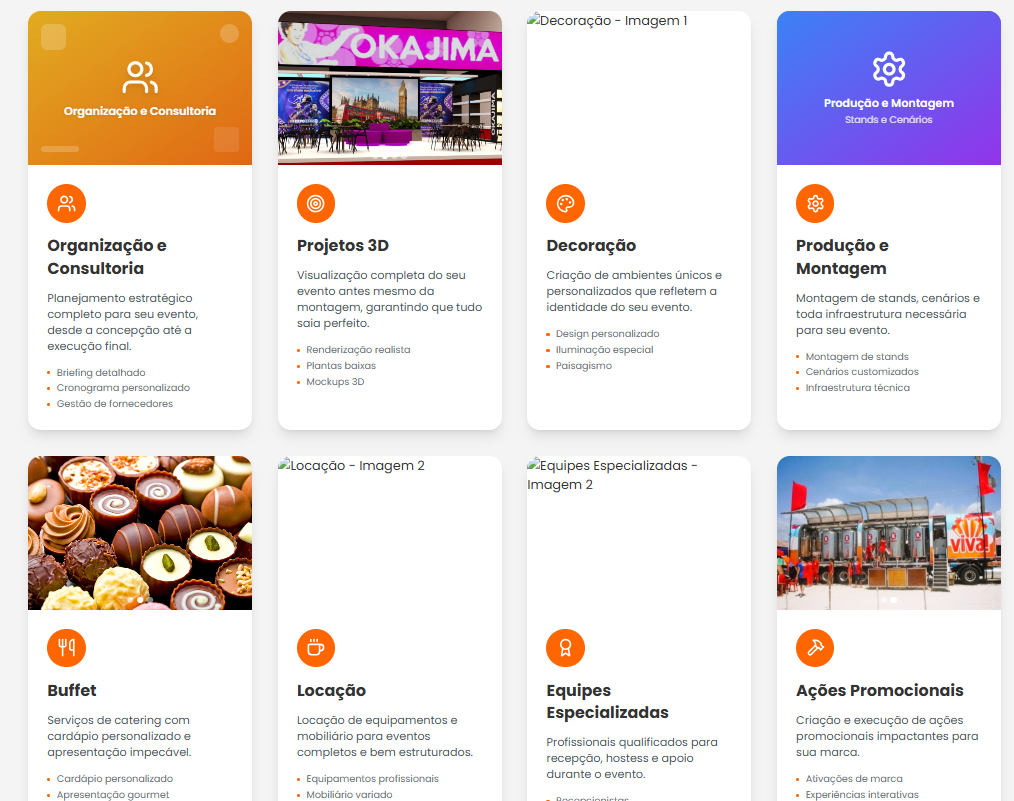 Organização e Consultoria
OKAJIMA
Decoração - Imagem 1
Produção e Montagem
Stands e Cenários
Organização e
Consultoria
Planejamento estratégico
completo para seu evento,
desde a concepção até a
execução final.
Briefing detalhado
Cronograma personalizado
Gestão de fornecedores
Projetos 3D
Visualização completa do seu
evento antes mesmo da
montagem, garantindo que tudo
saia perfeito.
Renderização realista
Plantas baixas
Mockups 3D
Decoração
Criação de ambientes únicos e
personalizados que refletem a
identidade do seu evento.
Design personalizado
Iluminação especial
Paisagismo
Produção e
Montagem
Montagem de stands, cenários e
toda infraestrutura necessária
para seu evento.
Montagem de stands
Cenários customizados
Infraestrutura técnica
Locação - Imagem 2
Equipes Especializadas -
Imagem 2
viva!
Buffet
Serviços de catering com
cardápio personalizado e
apresentação impecável.
Cardápio personalizado
Apresentação gourmet
Locação
Locação de equipamentos e
mobiliário para eventos
completos e bem estruturados.
Equipamentos profissionais
Mobiliário variado
Equipes
Especializadas
Profissionais qualificados para
recepção, hostess e apoio
durante o evento.
Recepcionistas
Ações Promocionais
Criação e execução de ações
promocionais impactantes para
sua marca.
Ativações de marca
Experiências interativas